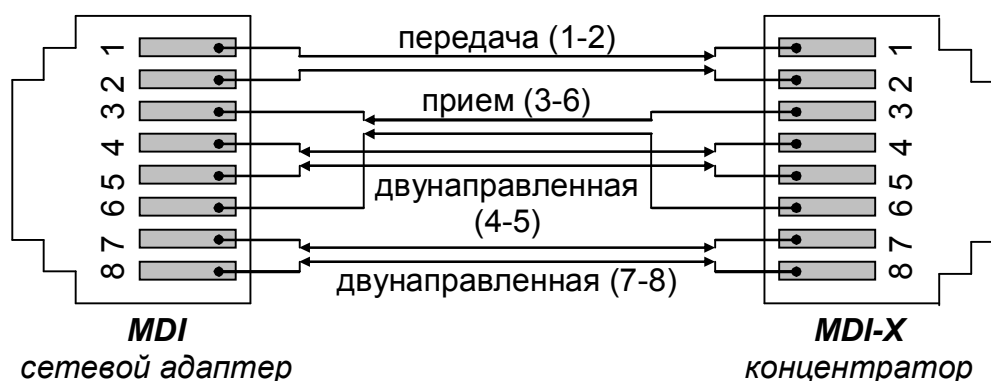 передача (1-2)
прием (3-6)
двунаправленная
(4-5)
двунаправленная (7-8)
1
2
3
4
5
6
7
8
1
2
3
4
5
6
7
8
MDI
сетевой адаптер
MDI-X
концентратор